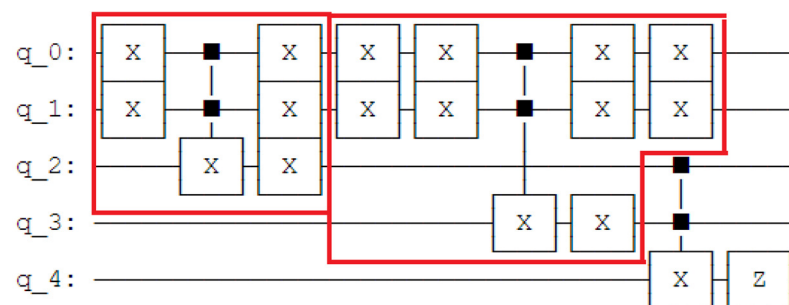 q_0: X X X X X X
q_1: X X X X X X
q_2: X X
q_3: X X
q_4: X Z